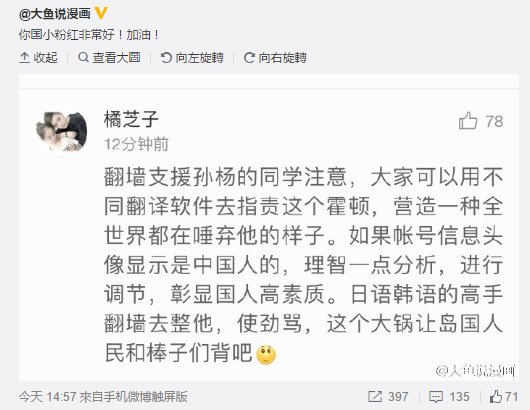 @大鱼说漫画
你国小粉红非常好！加油！
收起 查看大圖 向左旋轉 向右旋轉
橘芝子 78
12分钟前
翻墙支援孙杨的同学注意，大家可以用不
同翻译软件去指责这个霍顿，营造一种全
世界都在唾弃他的样子。如果帐号信息头
像显示是中国人的，理智一点分析，进行
调节，彰显国人高素质。日语韩语的高手
翻墙去整他，使劲骂，这个大锅让岛国人
民和棒子们背吧
@大鱼说漫画
今天 14:57 來自手机微博触屏版 397 135 71